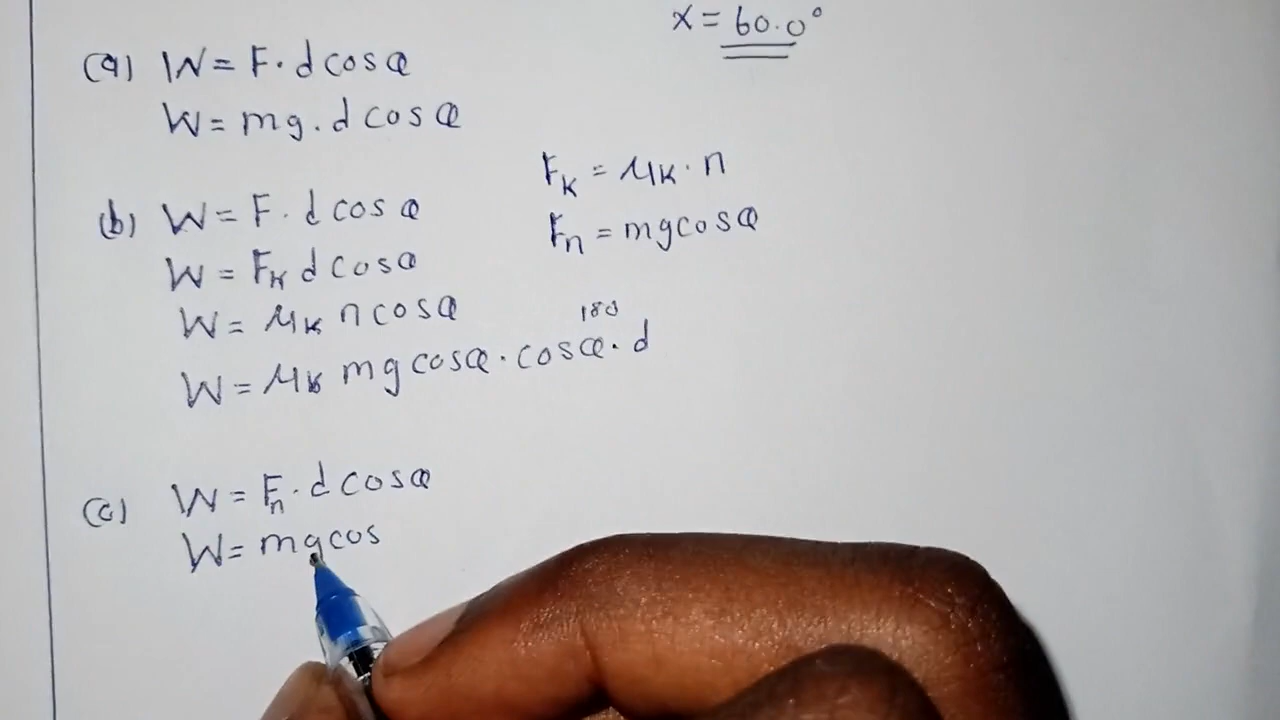 x = 60.0°
(a) W = F. d cos θ
W = mg. d cos θ
(b) W = F. d cos θ
W = Fk d cos θ
W = μk n cos θ
W = μk mg cos θ. cos θ. d
180
Fk = μk. n
Fn = mg cos θ
(c) W = Fn. d cos θ
W = mg cos